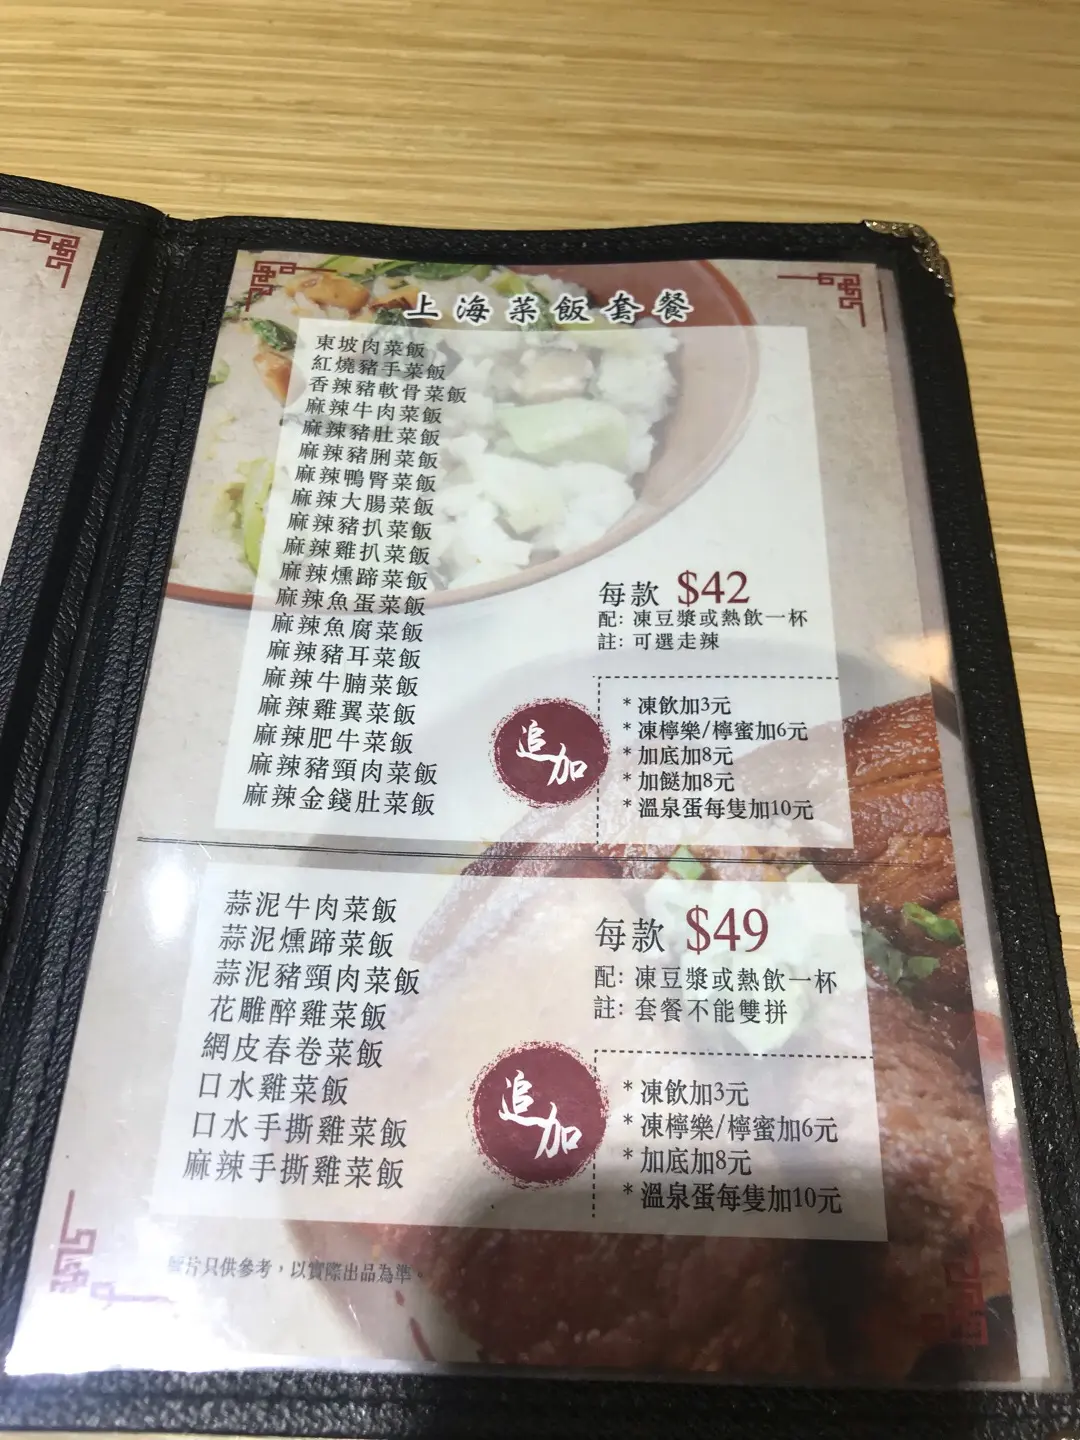 上海菜飯套餐
東坡肉菜飯
紅燒豬手菜飯
香辣豬軟骨菜飯
麻辣牛肉菜飯
麻辣豬肚菜飯
麻辣豬脷菜飯
麻辣鴨腎菜飯
麻辣大腸菜飯
麻辣豬扒菜飯
麻辣雞扒菜飯
麻辣燻蹄菜飯
麻辣魚蛋菜飯
麻辣魚腐菜飯
麻辣豬耳菜飯
麻辣牛腩菜飯
麻辣雞翼菜飯
麻辣肥牛菜飯
麻辣豬頸肉菜飯
麻辣金錢肚菜飯
每款 $42
配: 凍豆漿或熱飲一杯
註: 可選走辣
追加
* 凍飲加3元
* 凍檸樂/檸蜜加6元
* 加底加8元
* 加餸加8元
* 溫泉蛋每隻加10元
蒜泥牛肉菜飯
蒜泥燻蹄菜飯
蒜泥豬頸肉菜飯
花雕醉雞菜飯
網皮春卷菜飯
口水雞菜飯
口水手撕雞菜飯
麻辣手撕雞菜飯
每款 $49
配: 凍豆漿或熱飲一杯
註: 套餐不能雙拼
追加
* 凍飲加3元
* 凍檸樂/檸蜜加6元
* 加底加8元
* 溫泉蛋每隻加10元
片只供參考，以實際出品為準。